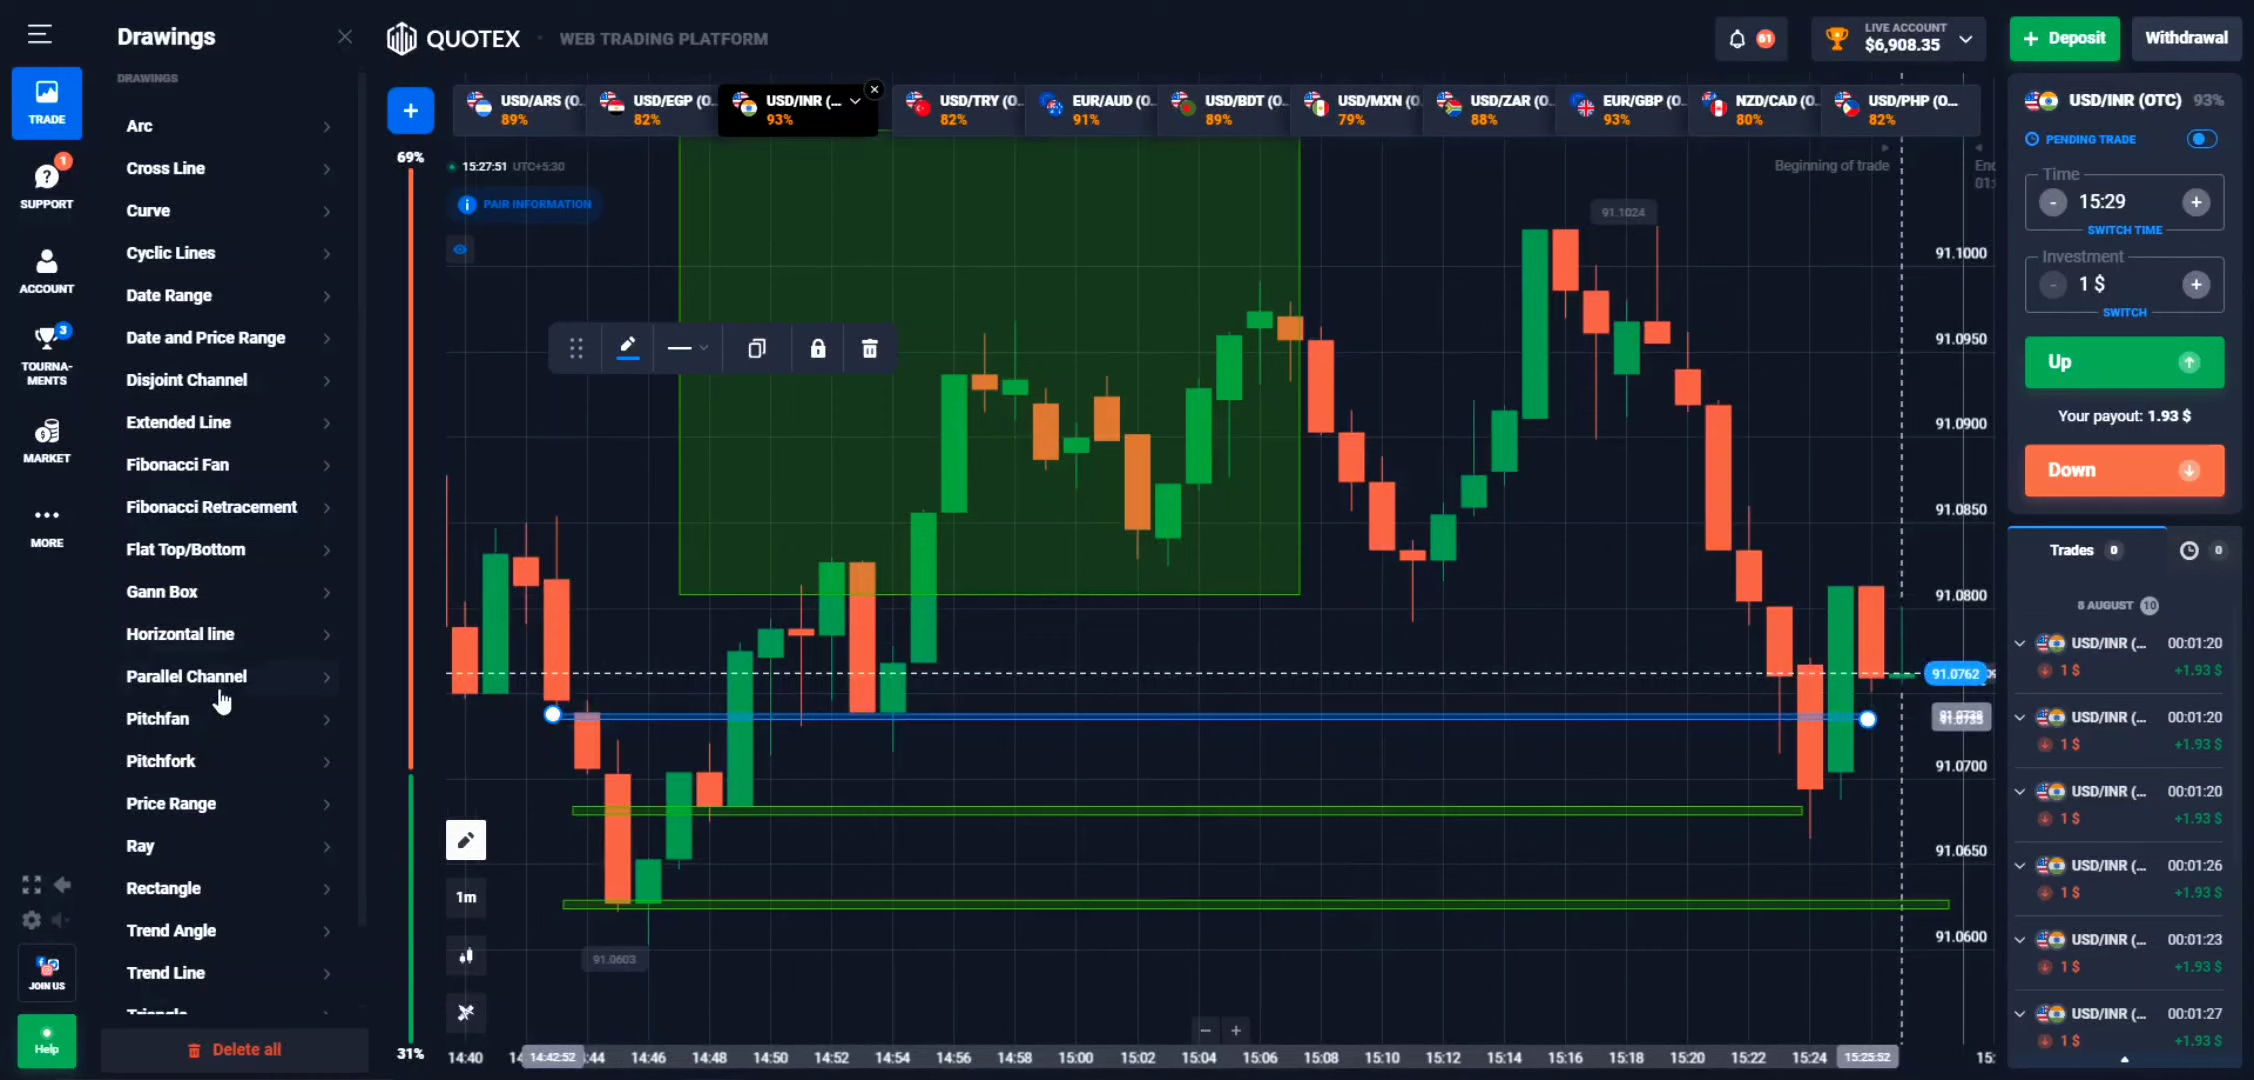 Drawings
QUOTEX
WEB TRADING PLATFORM
61
LIVE ACCOUNT
$6,908.35
+ Deposit
Withdrawal
TRADE
1
SUPPORT
ACCOUNT
3
TOURNA-
MENTS
MARKET
MORE
JOIN US
Help
DRAWINGS
Arc
Cross Line
Curve
Cyclic Lines
Date Range
Date and Price Range
Disjoint Channel
Extended Line
Fibonacci Fan
Fibonacci Retracement
Flat Top/Bottom
Gann Box
Horizontal line
Parallel Channel
Pitchfan
Pitchfork
Price Range
Ray
Rectangle
Trend Angle
Trend Line
Triangle
Delete all
+
USD/ARS (O...
89%
USD/EGP (O...
82%
USD/INR (...
93%
USD/TRY (O...
82%
EUR/AUD (O...
91%
USD/BDT (O...
89%
USD/MXN (O...
79%
USD/ZAR (O...
88%
EUR/GBP (O...
93%
NZD/CAD (O...
80%
USD/PHP (O...
82%
69%
31%
15:27:51 UTC+5:30
PAIR INFORMATION
Beginning of trade
91.1024
91.1000
91.0950
91.0900
91.0850
91.0800
91.0762
91.0700
91.0650
91.0600
91.0603
1m
− +
14:40
14:42:52
:44
14:46
14:48
14:50
14:52
14:54
14:56
14:58
15:00
15:02
15:04
15:06
15:08
15:10
15:12
15:14
15:16
15:18
15:20
15:22
15:24
15:25:52
USD/INR (OTC) 93%
PENDING TRADE
Time
- 15:29 +
SWITCH TIME
Investment
- 1 $ +
SWITCH
Up
Your payout: 1.93 $
Down
Trades 0
0
8 AUGUST 10
USD/INR (... 00:01:20
1 $ +1.93 $
USD/INR (... 00:01:20
1 $ +1.93 $
USD/INR (... 00:01:20
1 $ +1.93 $
USD/INR (... 00:01:26
1 $ +1.93 $
USD/INR (... 00:01:23
1 $ +1.93 $
USD/INR (... 00:01:27
1 $ +1.93 $